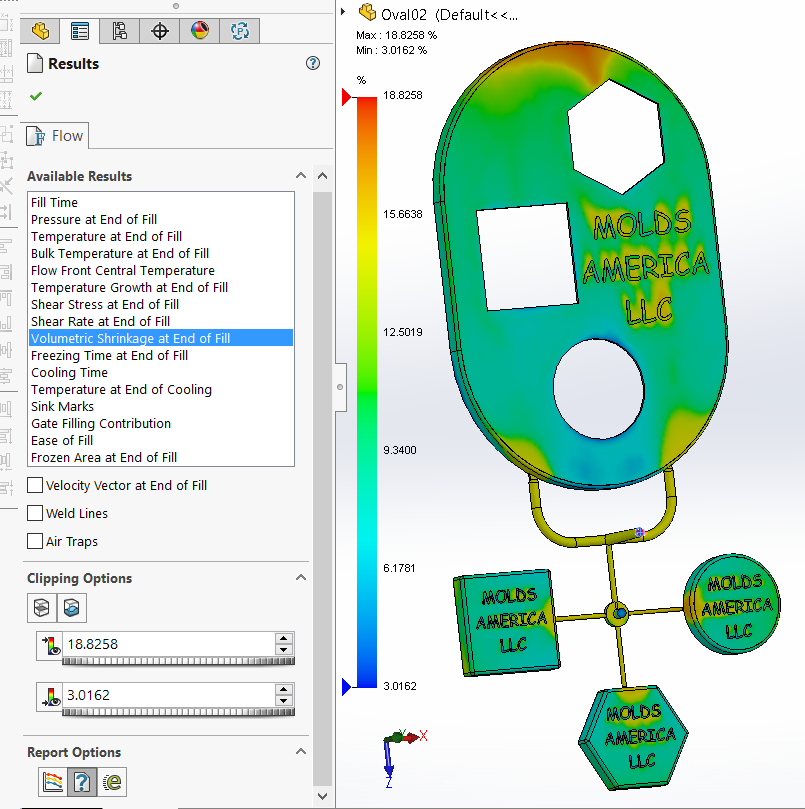 Results
Flow
Available Results
Fill Time
Pressure at End of Fill
Temperature at End of Fill
Bulk Temperature at End of Fill
Flow Front Central Temperature
Temperature Growth at End of Fill
Shear Stress at End of Fill
Shear Rate at End of Fill
Volumetric Shrinkage at End of Fill
Freezing Time at End of Fill
Cooling Time
Temperature at End of Cooling
Sink Marks
Gate Filling Contribution
Ease of Fill
Frozen Area at End of Fill
Velocity Vector at End of Fill
Weld Lines
Air Traps
Clipping Options
18.8258
3.0162
Report Options
Oval02 (Default<<...
Max : 18.8258 %
Min : 3.0162 %
%
18.8258
15.6638
12.5019
9.3400
6.1781
3.0162
MOLDS
AMERICA
LLC
MOLDS
AMERICA
LLC
MOLDS
AMERICA
LLC
MOLDS
AMERICA
LLC
Y
X
Z